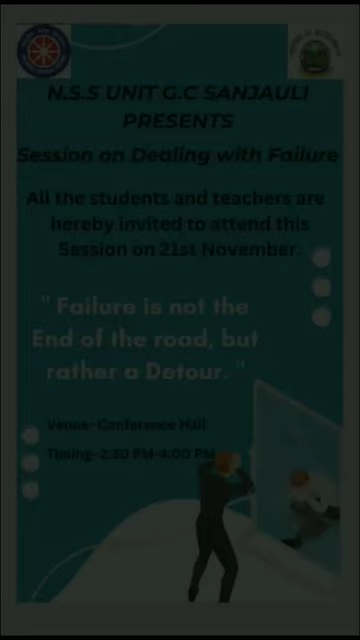 N.S.S UNIT G.C SANJAULI
PRESENTS
Session on Dealing with Failure
All the students and teachers are
hereby invited to attend this
Session on 21st November.
" Failure is not the
End of the road, but
rather a Detour. "
Venue-Conference Hall
Timing-2:30 PM-4:00 PM